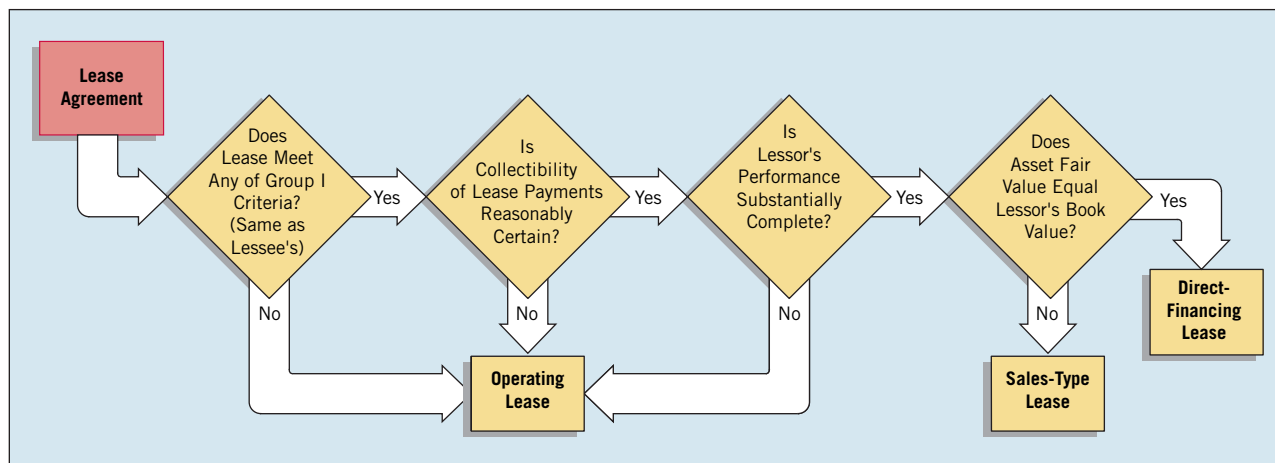 Lease
Agreement
Does
Lease Meet
Any of Group I
Criteria?
(Same as
Lessee's)
Yes
No
Is
Collectibility
of Lease Payments
Reasonably
Certain?
Yes
No
Is
Lessor's
Performance
Substantially
Complete?
Yes
No
Does
Asset Fair
Value Equal
Lessor's Book
Value?
Yes
No
Operating
Lease
Sales-Type
Lease
Direct-
Financing
Lease